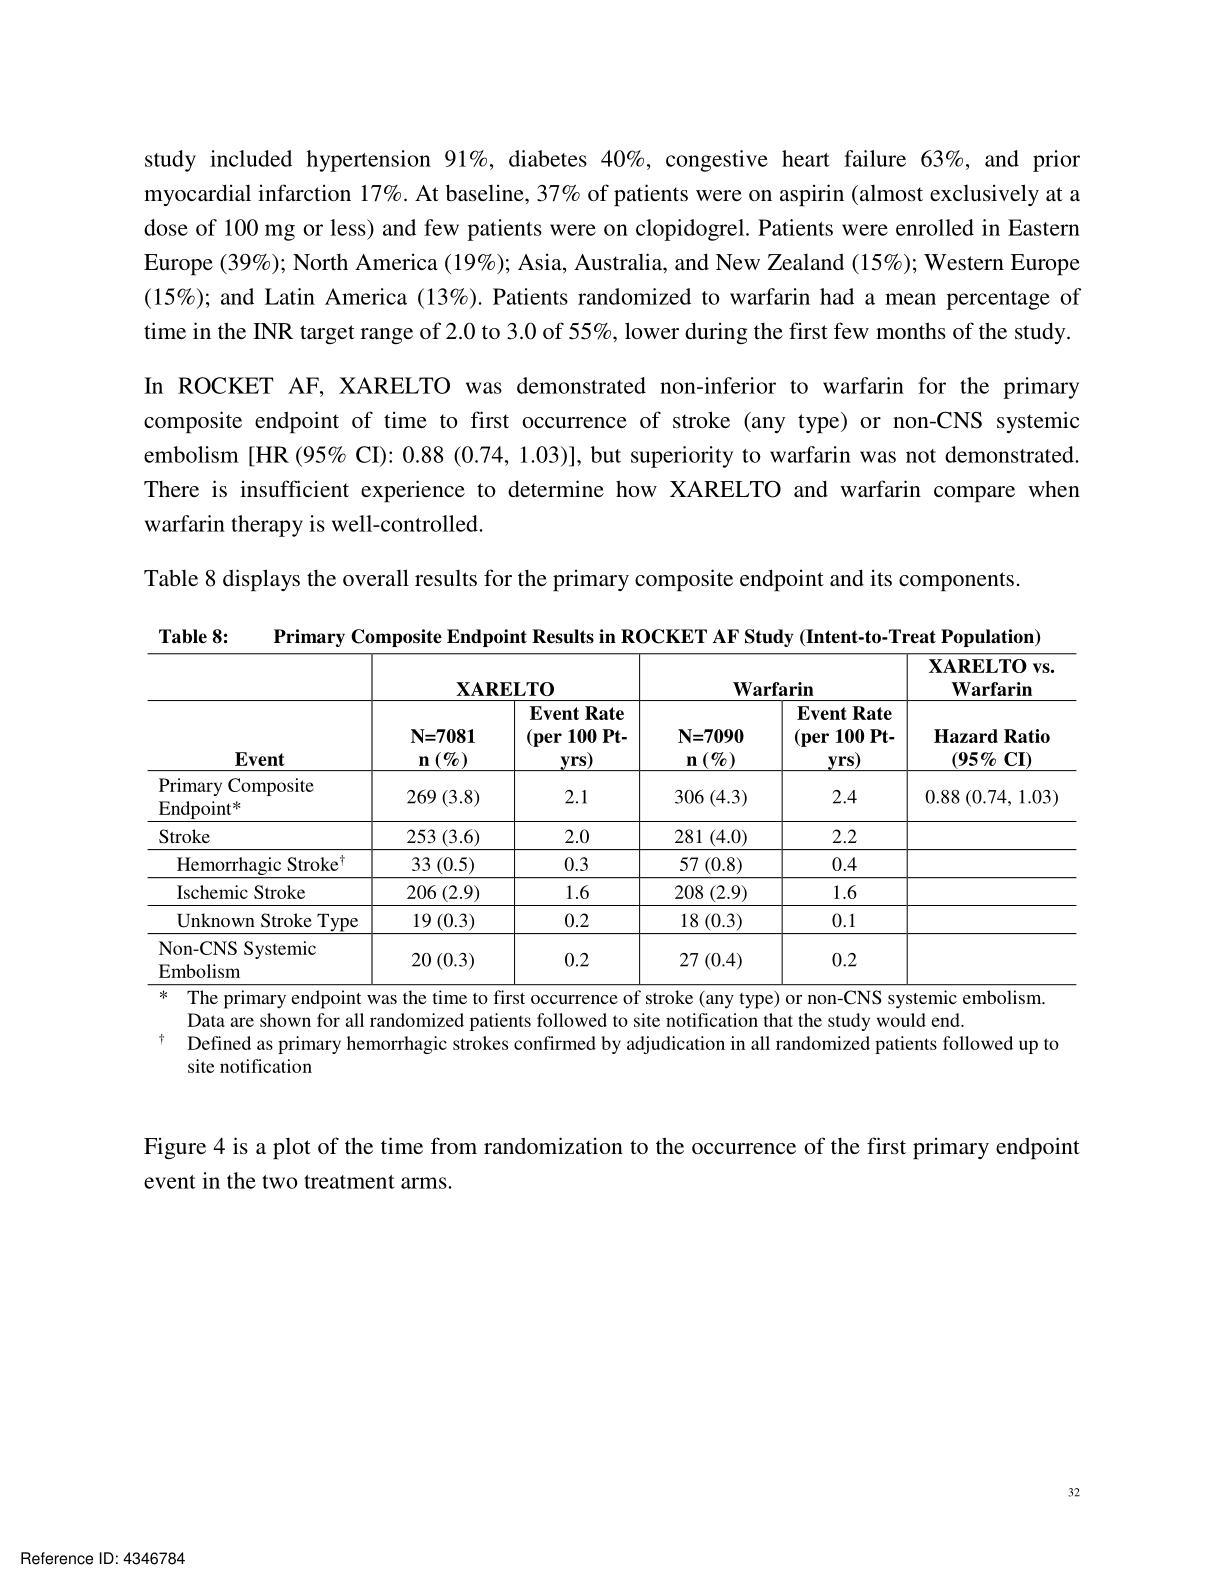 study included hypertension 91%, diabetes 40%, congestive heart failure 63%, and prior
myocardial infarction 17%. At baseline, 37% of patients were on aspirin (almost exclusively at a
dose of 100 mg or less) and few patients were on clopidogrel. Patients were enrolled in Eastern
Europe (39%); North America (19%); Asia, Australia, and New Zealand (15%); Western Europe
(15%); and Latin America (13%). Patients randomized to warfarin had a mean percentage of
time in the INR target range of 2.0 to 3.0 of 55%, lower during the first few months of the study.
In ROCKET AF, XARELTO was demonstrated non-inferior to warfarin for the primary
composite endpoint of time to first occurrence of stroke (any type) or non-CNS systemic
embolism [HR (95% CI): 0.88 (0.74, 1.03)], but superiority to warfarin was not demonstrated.
There is insufficient experience to determine how XARELTO and warfarin compare when
warfarin therapy is well-controlled.
Table 8 displays the overall results for the primary composite endpoint and its components.
Table 8: Primary Composite Endpoint Results in ROCKET AF Study (Intent-to-Treat Population)
XARELTO Warfarin XARELTO vs.
Warfarin
Event N=7081
n (%) Event Rate
(per 100 Pt-
yrs) N=7090
n (%) Event Rate
(per 100 Pt-
yrs) Hazard Ratio
(95% CI)
Primary Composite
Endpoint* 269 (3.8) 2.1 306 (4.3) 2.4 0.88 (0.74, 1.03)
Stroke 253 (3.6) 2.0 281 (4.0) 2.2
Hemorrhagic Stroke† 33 (0.5) 0.3 57 (0.8) 0.4
Ischemic Stroke 206 (2.9) 1.6 208 (2.9) 1.6
Unknown Stroke Type 19 (0.3) 0.2 18 (0.3) 0.1
Non-CNS Systemic
Embolism 20 (0.3) 0.2 27 (0.4) 0.2
* The primary endpoint was the time to first occurrence of stroke (any type) or non-CNS systemic embolism.
Data are shown for all randomized patients followed to site notification that the study would end.
† Defined as primary hemorrhagic strokes confirmed by adjudication in all randomized patients followed up to
site notification
Figure 4 is a plot of the time from randomization to the occurrence of the first primary endpoint
event in the two treatment arms.
32
Reference ID: 4346784